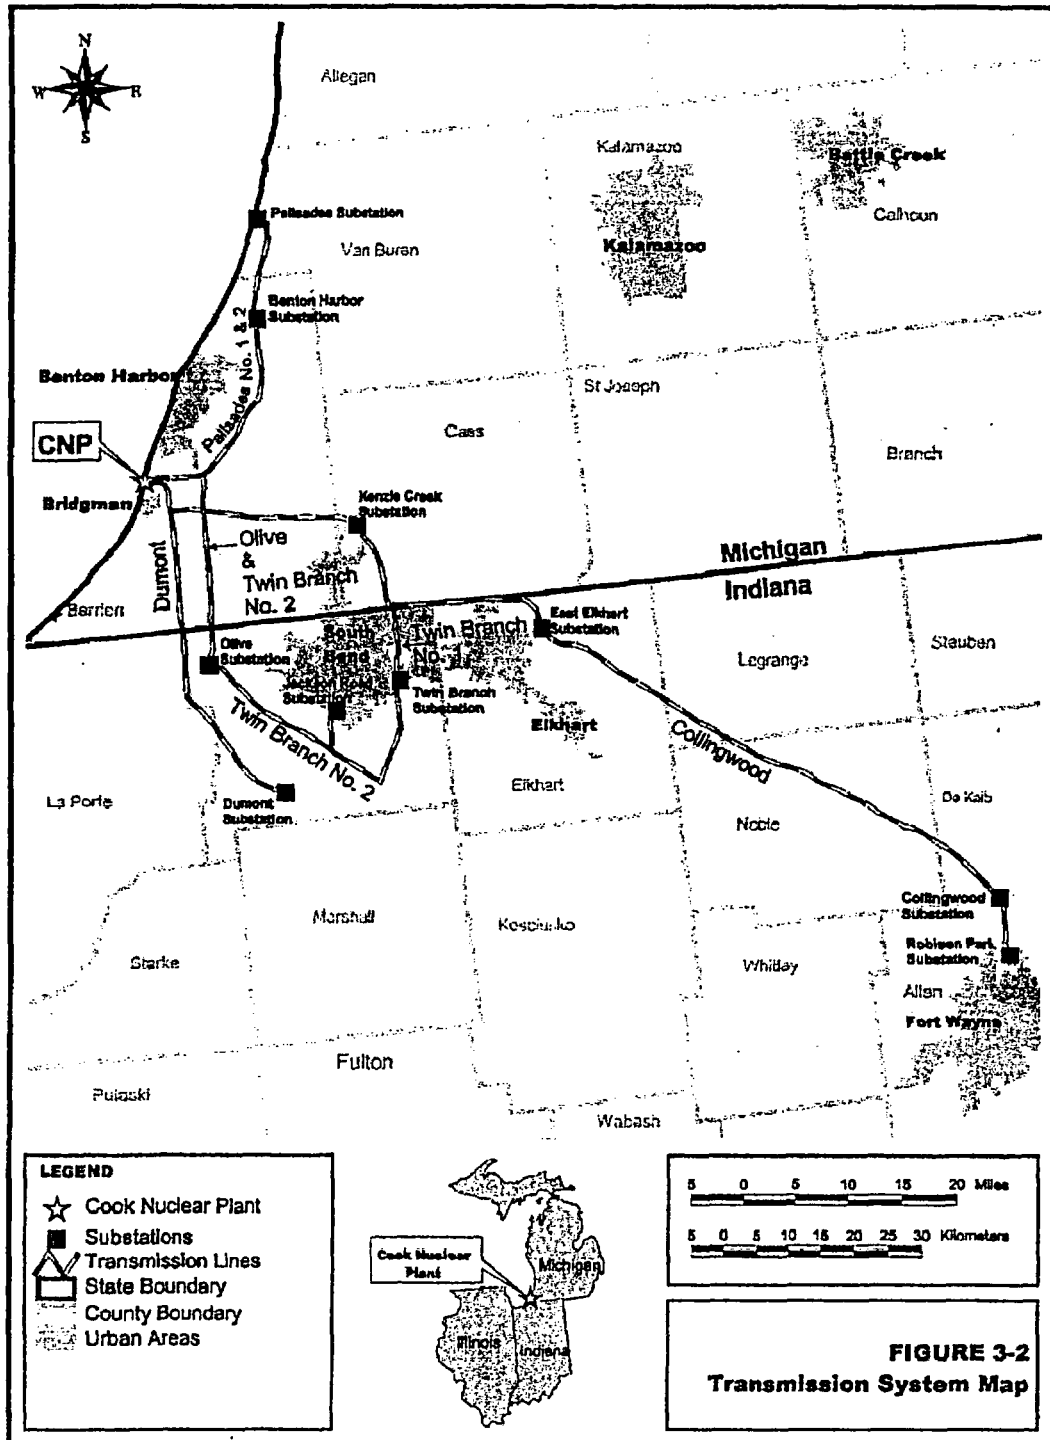 N
W
E
S
Allegan
Kalamazoo
Battle Creek
Calhoun
Palisades Substation
Van Buren
Kalamazoo
Benton Harbor
Substation
Palisades No. 1 & 2
Benton Harbor
St Joseph
Cass
Branch
CNP
Bridgman
Kenzie Creek
Substation
Olive
&
Twin Branch
No. 2
Dumont
Michigan
Indiana
Berrien
South
Bend
Twin Branch
No. 1
East Elkhart
Substation
Steuben
Legrange
Olive
Substation
Jackson Road
Substation
Twin Branch
Substation
Elkhart
Collingwood
Twin Branch No. 2
La Porte
Dumont
Substation
Elkhart
De Kalb
Noble
Collingwood
Substation
Marshall
Kosciusko
Robison Park
Substation
Starke
Whitley
Allen
Fort Wayne
Fulton
Pulaski
Wabash
LEGEND
Cook Nuclear Plant
Substations
Transmission Lines
State Boundary
County Boundary
Urban Areas
Cook Nuclear
Plant
Michigan
Illinois
Indiana
5 0 5 10 15 20 Miles
5 0 5 10 15 20 25 30 Kilometers
FIGURE 3-2
Transmission System Map